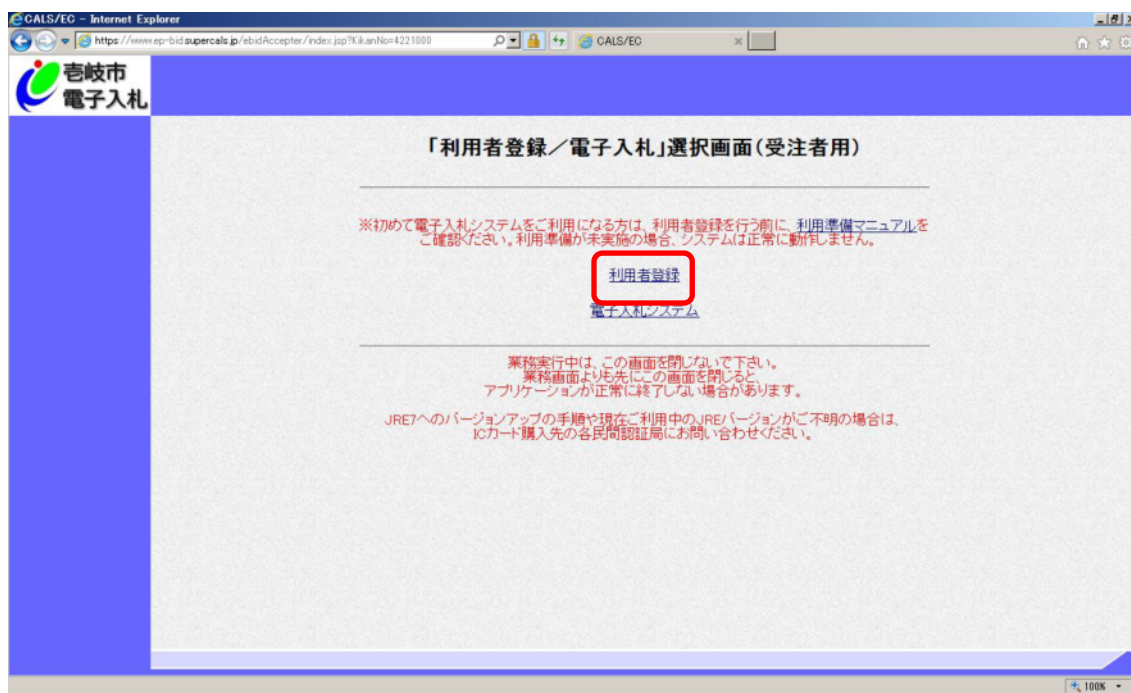 CALS/EC - Internet Explorer
https://www.ep-bid.supercals.jp/ebidAccepter/index.jsp?KikanNo=4221000
CALS/EC
壱岐市
電子入札
「利用者登録／電子入札」選択画面(受注者用)
※初めて電子入札システムをご利用になる方は、利用者登録を行う前に、利用準備マニュアルを
ご確認ください。利用準備が未実施の場合、システムは正常に動作しません。
利用者登録
電子入札システム
業務実行中は、この画面を閉じないで下さい。
業務画面よりも先にこの画面を閉じると、
アプリケーションが正常に終了しない場合があります。
JRE7へのバージョンアップの手順や現在ご利用中のJREバージョンがご不明の場合は、
ICカード購入先の各民間認証局にお問い合わせください。
100%